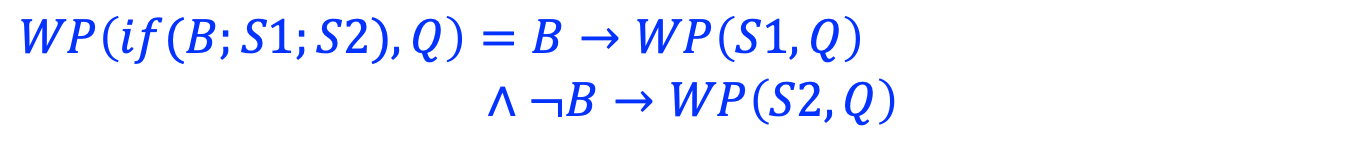 WP(if(B;S1;S2),Q) = B → WP(S1,Q)
∧ ¬B → WP(S2,Q)